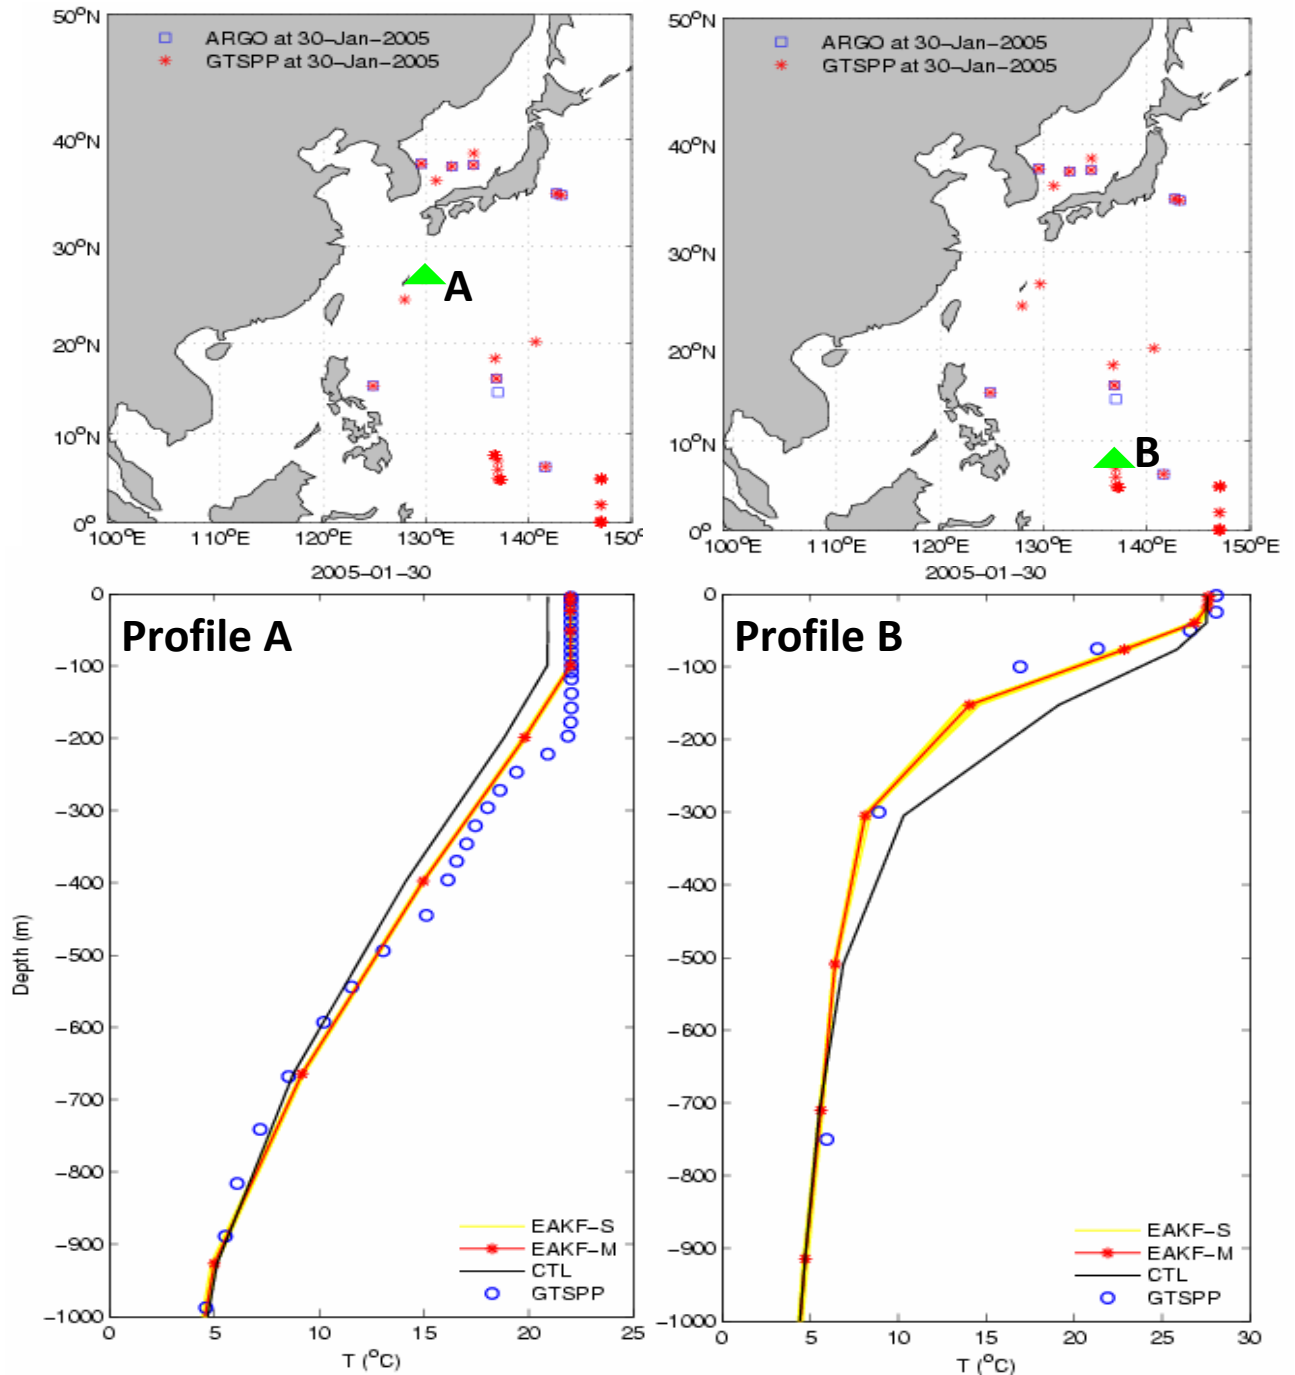 50°N
ARGO at 30-Jan-2005
GTSPP at 30-Jan-2005
40°N
30°N
A
20°N
10°N
0°
100°E 110°E 120°E 130°E 140°E 150°E
2005-01-30
50°N
ARGO at 30-Jan-2005
GTSPP at 30-Jan-2005
40°N
30°N
20°N
10°N
B
0°
100°E 110°E 120°E 130°E 140°E 150°E
2005-01-30
Profile A
0
-100
-200
-300
-400
-500
-600
-700
-800
-900
-1000
Depth (m)
EAKF-S
EAKF-M
CTL
GTSPP
0 5 10 15 20 25
T (°C)
Profile B
0
-100
-200
-300
-400
-500
-600
-700
-800
-900
-1000
EAKF-S
EAKF-M
CTL
GTSPP
0 5 10 15 20 25 30
T (°C)